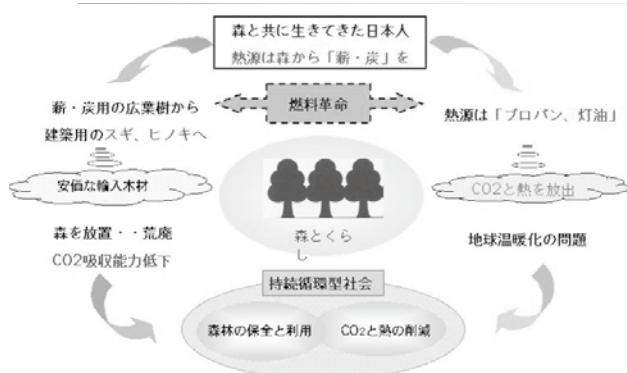 森と共に生きてきた日本人
熱源は森から「薪・炭」を
燃料革命
薪・炭用の広葉樹から
建築用のスギ、ヒノキへ
熱源は「プロパン、灯油」
安価な輸入木材
CO2と熱を放出
森とくら
し
森を放置・・荒廃
CO2吸収能力低下
地球温暖化の問題
持続循環型社会
森林の保全と利用
CO₂と熱の削減